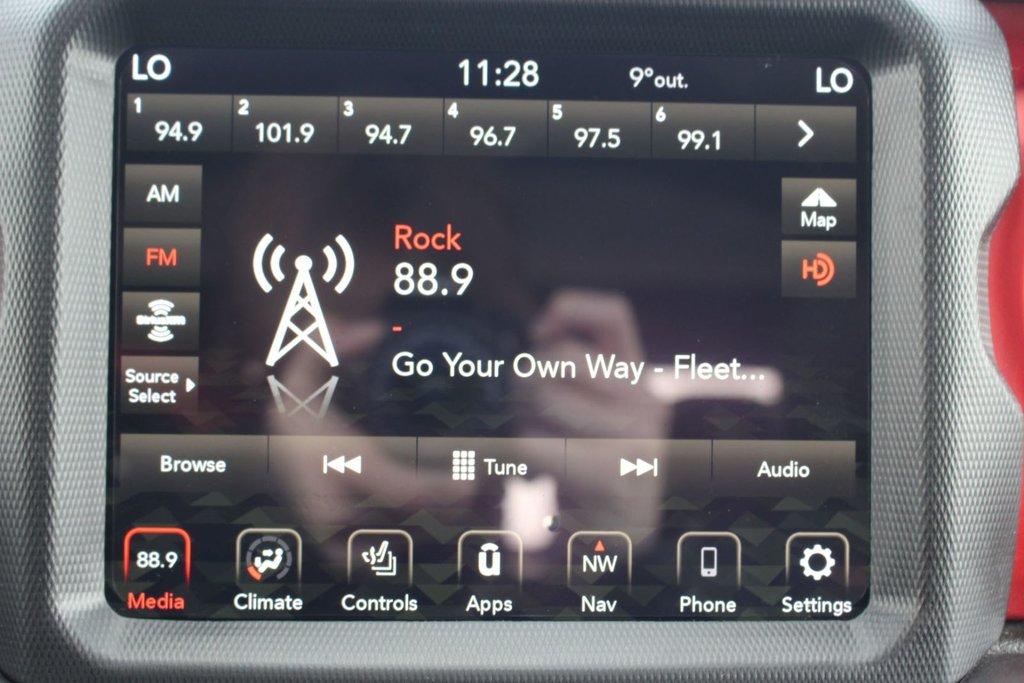 LO 11:28 9° out. LO
1 94.9 2 101.9 3 94.7 4 96.7 5 97.5 6 99.1
AM
Map
Rock
FM
HD
88.9
-
SiriusXM
Go Your Own Way - Fleet...
Source
Select
Browse Tune Audio
88.9 NW
Media Climate Controls Apps Nav Phone Settings